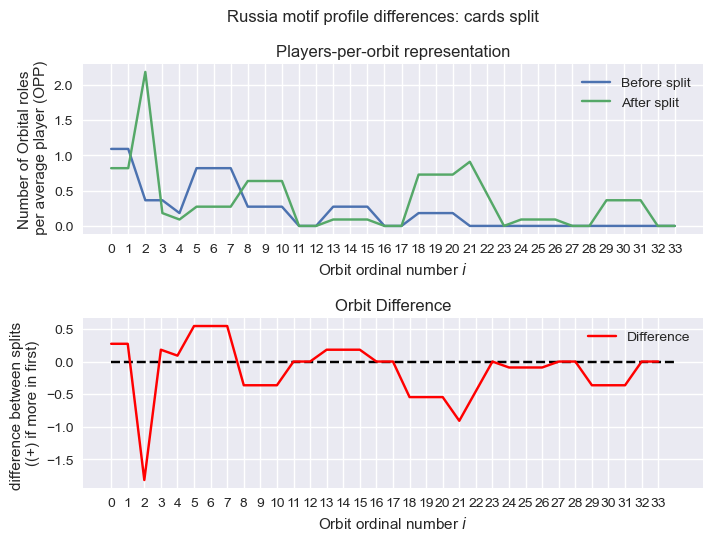 Russia motif profile differences: cards split
Players-per-orbit representation
Number of Orbital roles
per average player (OPP)
2.0
1.5
1.0
0.5
0.0
Before split
After split
0 1 2 3 4 5 6 7 8 9 10 11 12 13 14 15 16 17 18 19 20 21 22 23 24 25 26 27 28 29 30 31 32 33
Orbit ordinal number i
Orbit Difference
difference between splits
((+) if more in first)
0.5
0.0
−0.5
−1.0
−1.5
Difference
0 1 2 3 4 5 6 7 8 9 10 11 12 13 14 15 16 17 18 19 20 21 22 23 24 25 26 27 28 29 30 31 32 33
Orbit ordinal number i